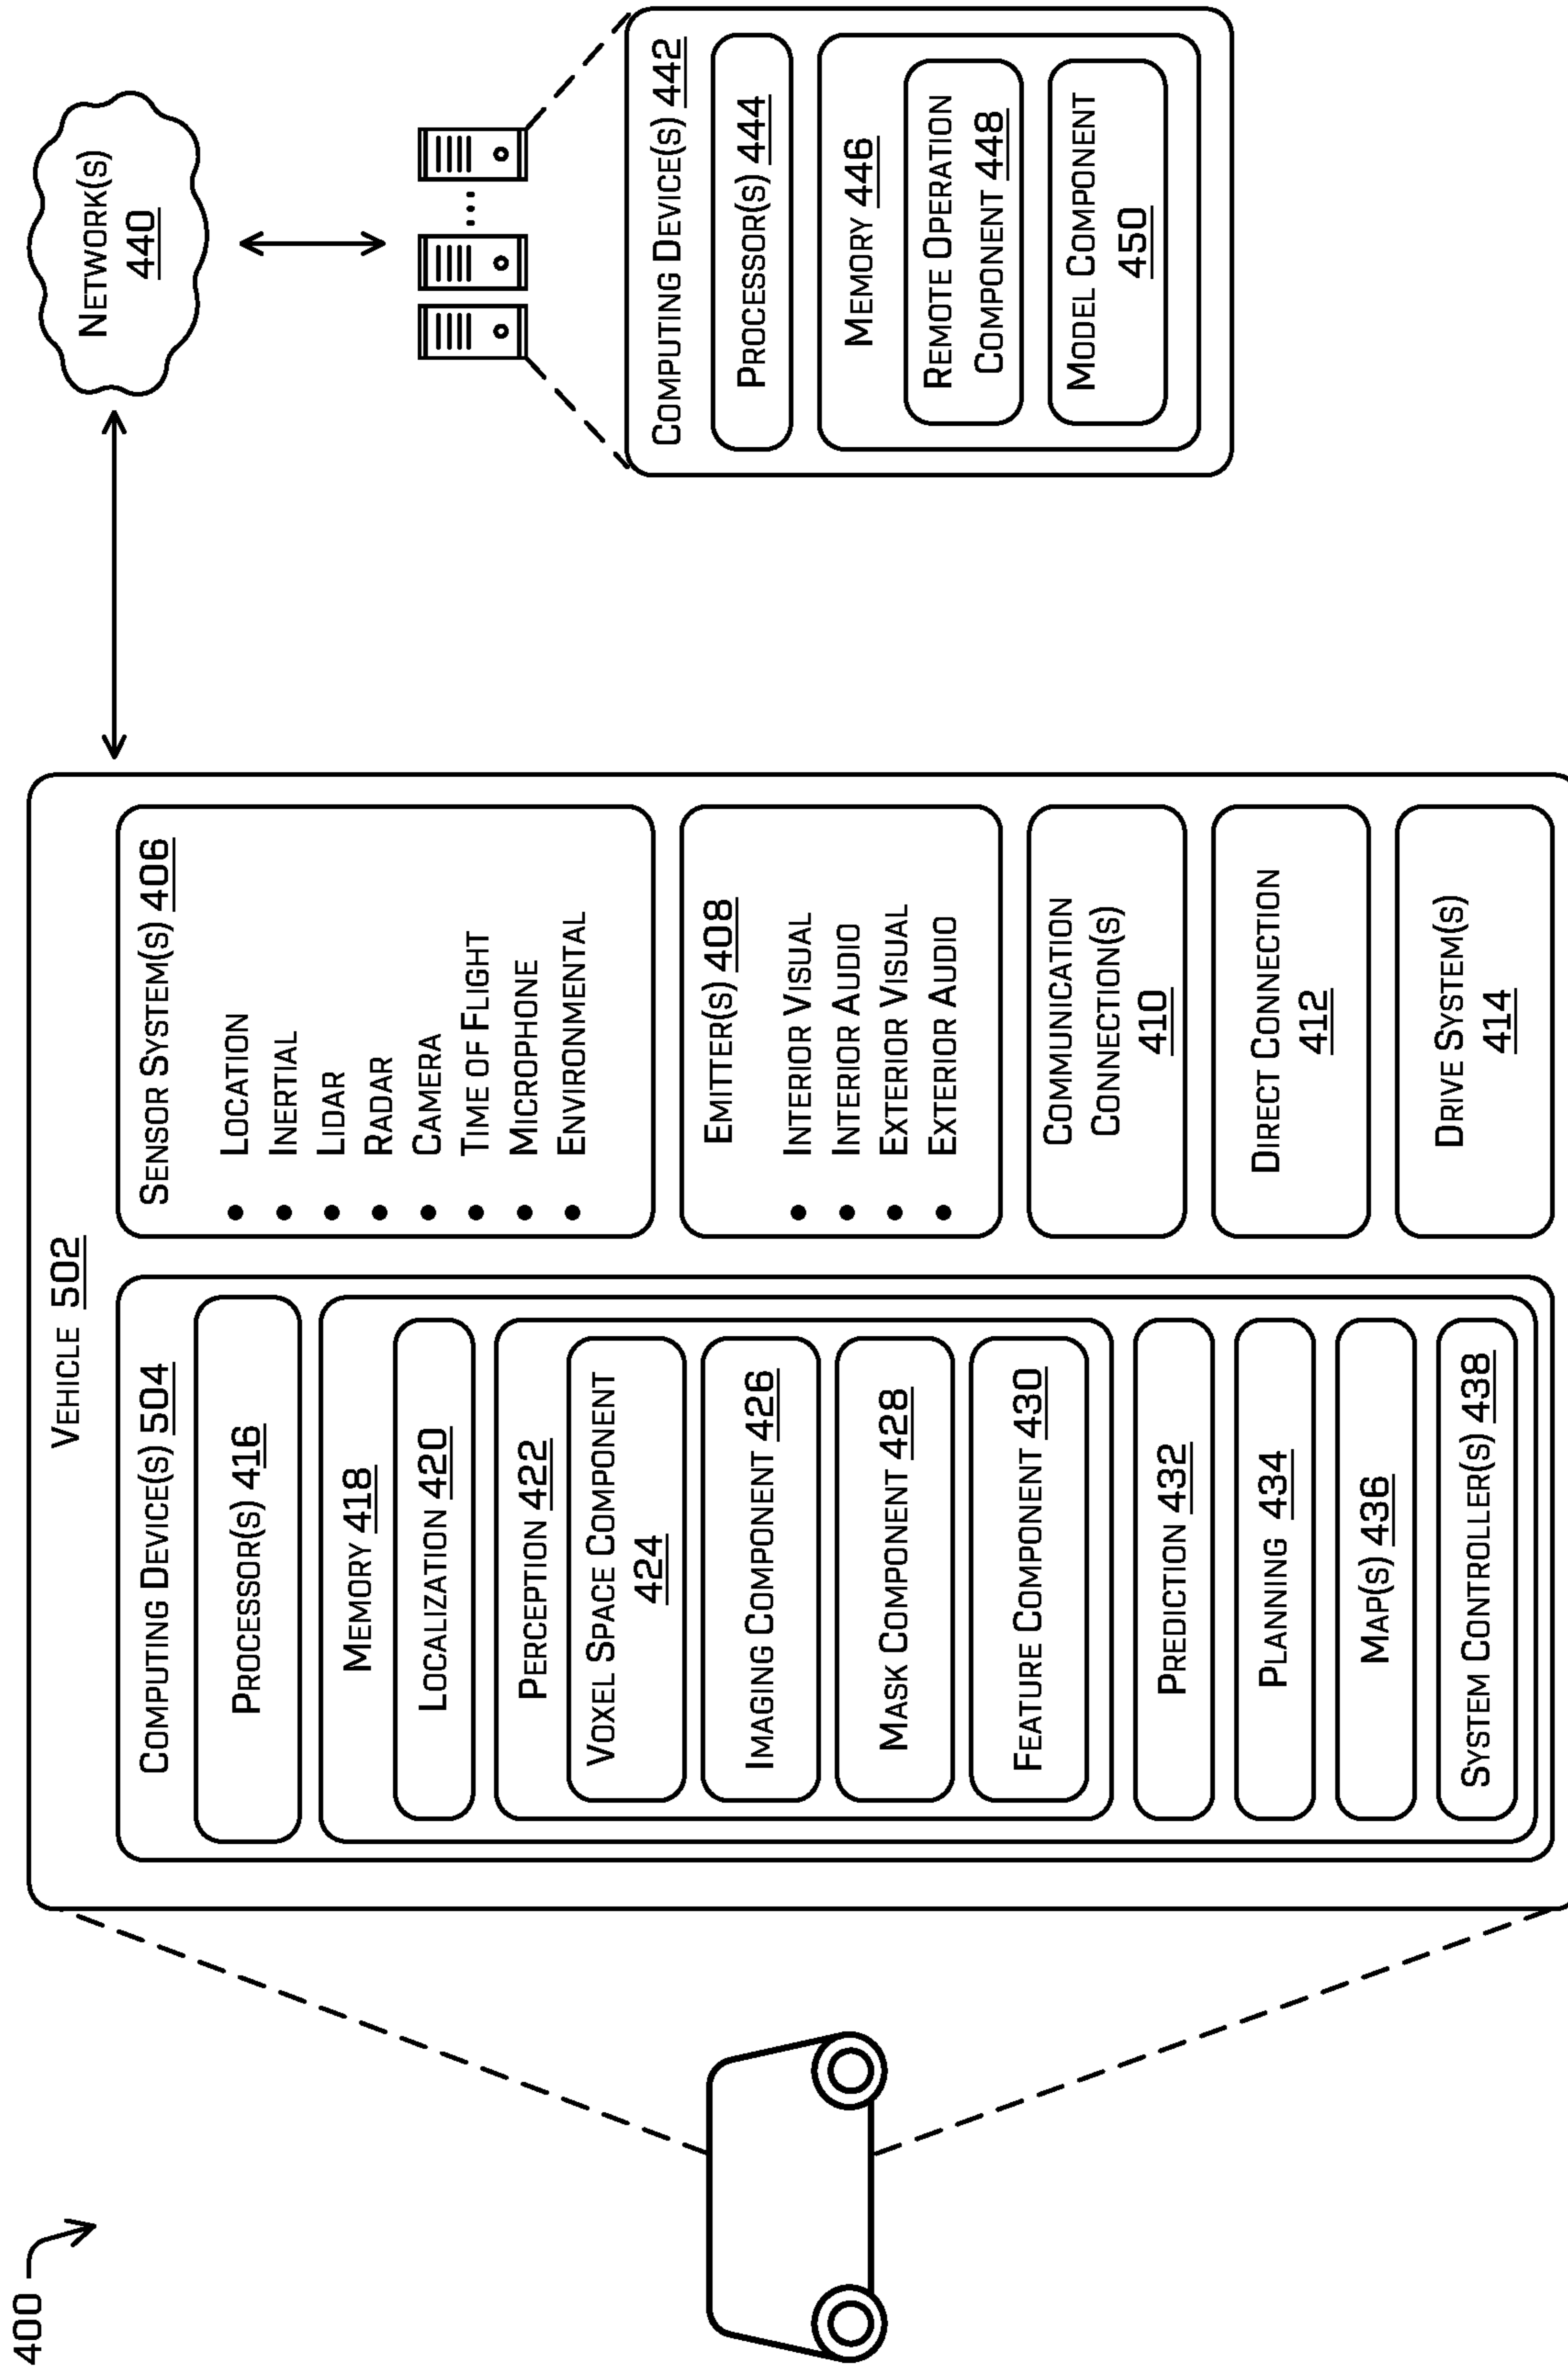 400
VEHICLE 502
COMPUTING DEVICE(S) 504
PROCESSOR(S) 416
MEMORY 418
LOCALIZATION 420
PERCEPTION 422
VOXEL SPACE COMPONENT
424
IMAGING COMPONENT 426
MASK COMPONENT 428
FEATURE COMPONENT 430
PREDICTION 432
PLANNING 434
MAP(S) 436
SYSTEM CONTROLLER(S) 438
SENSOR SYSTEM(S) 406
• LOCATION
• INERTIAL
• LIDAR
• RADAR
• CAMERA
• TIME OF FLIGHT
• MICROPHONE
• ENVIRONMENTAL
EMITTER(S) 408
• INTERIOR VISUAL
• INTERIOR AUDIO
• EXTERIOR VISUAL
• EXTERIOR AUDIO
COMMUNICATION
CONNECTION(S)
410
DIRECT CONNECTION
412
DRIVE SYSTEM(S)
414
NETWORK(S)
440
COMPUTING DEVICE(S) 442
PROCESSOR(S) 444
MEMORY 446
REMOTE OPERATION
COMPONENT 448
MODEL COMPONENT
450